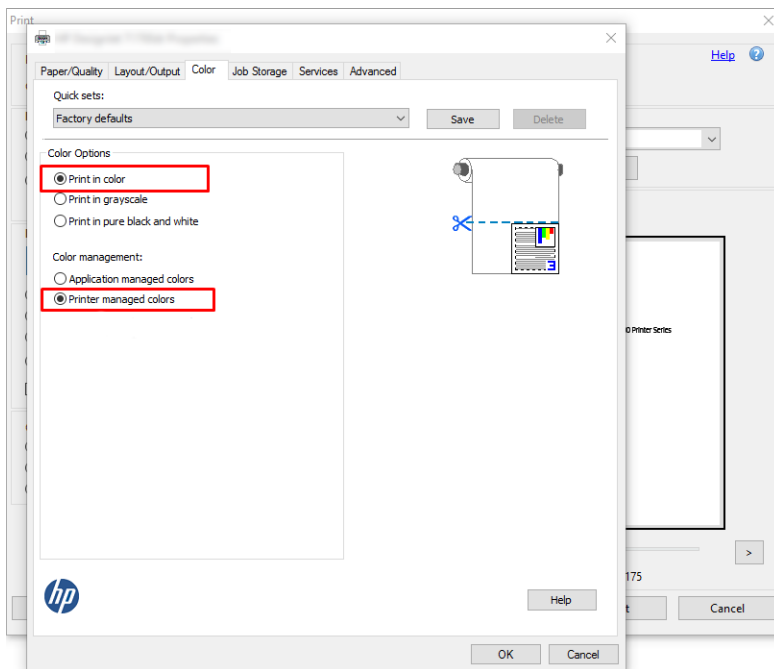 Print
Help
Paper/Quality Layout/Output Color Job Storage Services Advanced
Quick sets:
Factory defaults
Save Delete
Color Options
Print in color
Print in grayscale
Print in pure black and white
Color management:
Application managed colors
Printer managed colors
3
0 Printer Series
>
175
hp
Help
t
Cancel
OK Cancel